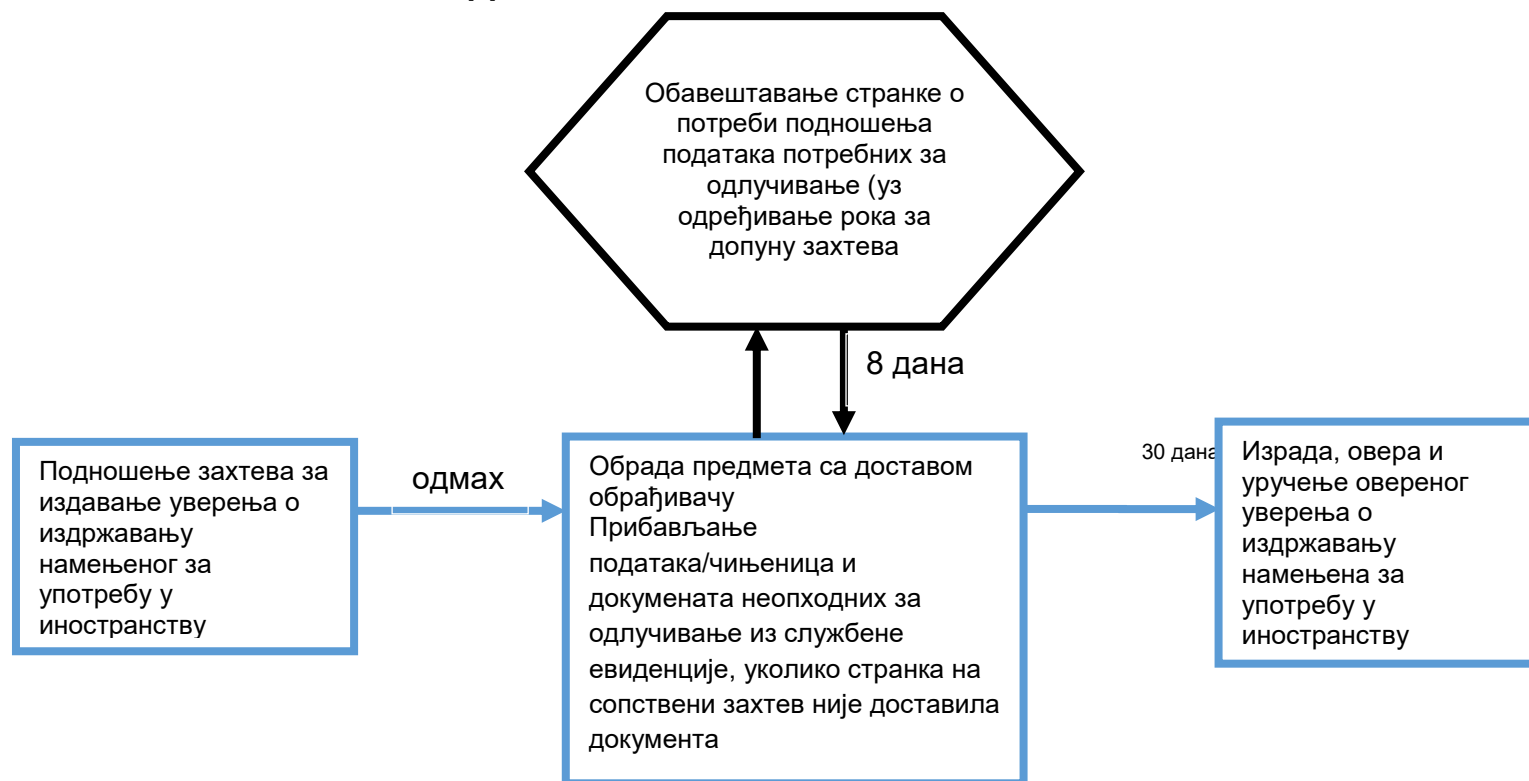 Обавештавање странке о
потреби подношења
података потребних за
одлучивање (уз
одређивање рока за
допуну захтева
8 дана
Подношење захтева за
издавање уверења о
издржавању
намењеног за
употребу у
иностранству
одмах
Обрада предмета са доставом
обрађивачу
Прибављање
података/чињеница и
докумената неопходних за
одлучивање из службене
евиденције, уколико странка на
сопствени захтев није доставила
документа
30 дана
Израда, овера и
уручење овереног
уверења о
издржавању
намењена за
употребу у
иностранству